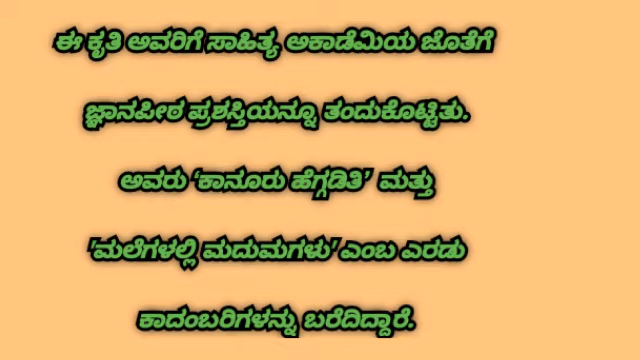 ಈ ಕೃತಿ ಅವರಿಗೆ ಸಾಹಿತ್ಯ ಅಕಾಡೆಮಿಯ ಜೊತೆಗೆ
ಜ್ಞಾನಪೀಠ ಪ್ರಶಸ್ತಿಯನ್ನೂ ತಂದುಕೊಟ್ಟಿತು.
ಅವರು ‘ಕಾನೂರು ಹೆಗ್ಗಡಿತಿ’ ಮತ್ತು
'ಮಲೆಗಳಲ್ಲಿ ಮದುಮಗಳು' ಎಂಬ ಎರಡು
ಕಾದಂಬರಿಗಳನ್ನು ಬರೆದಿದ್ದಾರೆ.